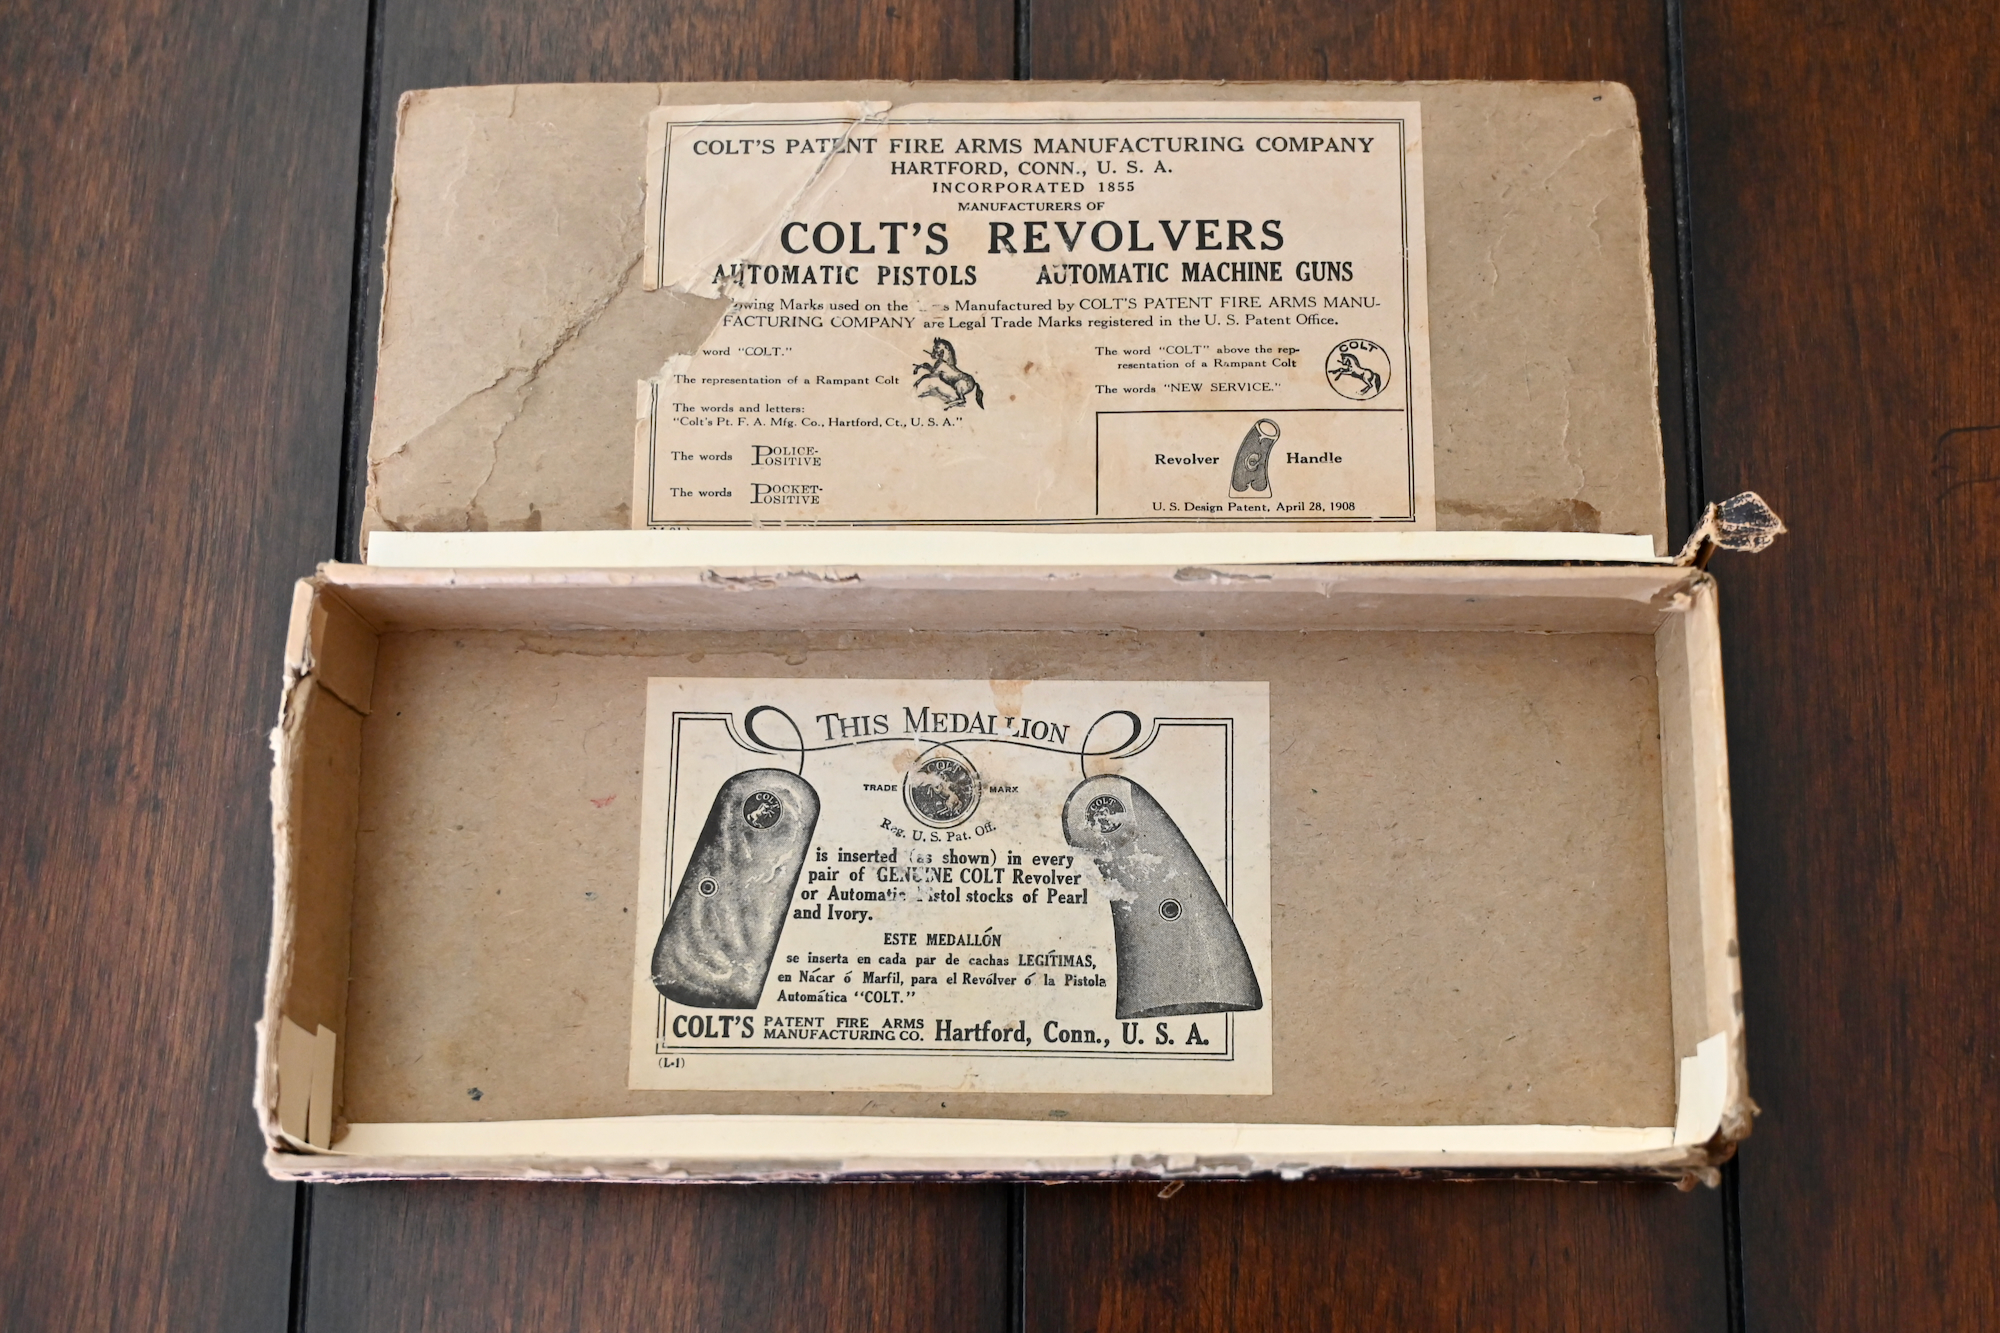 COLT'S PATENT FIRE ARMS MANUFACTURING COMPANY
HARTFORD, CONN., U. S. A.
INCORPORATED 1855
MANUFACTURERS OF
COLT'S REVOLVERS
AUTOMATIC PISTOLS AUTOMATIC MACHINE GUNS
Marks used on the Manufactured by COLT'S PATENT FIRE ARMS MANU-
FACTURING COMPANY are Legal Trade Marks registered in the U. S. Patent Office.
word "COLT."
The representation of a Rampant Colt
The words and letters:
"Colt's Pt. F. A. Mfg. Co., Hartford, Ct., U. S. A."
The words POLICE-POSITIVE
The words POCKET-POSITIVE
The word "COLT" above the rep-
resentation of a Rampant Colt
The words "NEW SERVICE."
COLT
Revolver Handle
U. S. Design Patent, April 28, 1908
THIS MEDALLION
COLT
COLT
COLT
TRADE MARK
Reg. U. S. Pat. Off.
is inserted (as shown) in every
pair of GENUINE COLT Revolver
or Automatic Pistol stocks of Pearl
and Ivory.
ESTE MEDALLÓN
se inserta en cada par de cachas LEGÍTIMAS,
en Nácar ó Marfil, para el Revólver ó la Pistola
Automática "COLT."
COLT'S PATENT FIRE ARMS MANUFACTURING CO. Hartford, Conn., U. S. A.
(L-1)